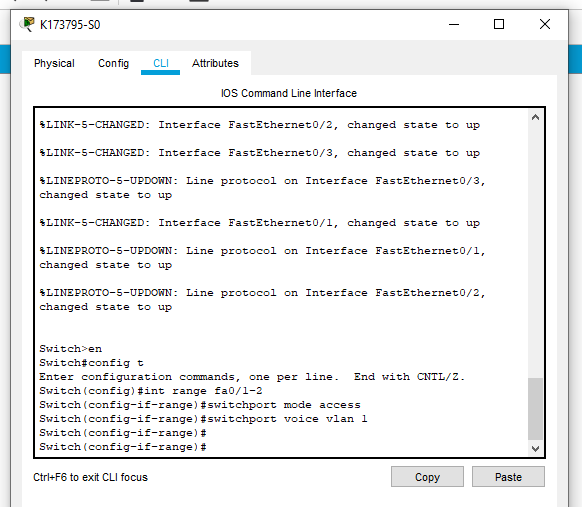 K173795-S0
Physical Config CLI Attributes
IOS Command Line Interface
%LINK-5-CHANGED: Interface FastEthernet0/2, changed state to up
%LINK-5-CHANGED: Interface FastEthernet0/3, changed state to up
%LINEPROTO-5-UPDOWN: Line protocol on Interface FastEthernet0/3,
changed state to up
%LINK-5-CHANGED: Interface FastEthernet0/1, changed state to up
%LINEPROTO-5-UPDOWN: Line protocol on Interface FastEthernet0/1,
changed state to up
%LINEPROTO-5-UPDOWN: Line protocol on Interface FastEthernet0/2,
changed state to up
Switch>en
Switch#config t
Enter configuration commands, one per line.  End with CNTL/Z.
Switch(config)#int range fa0/1-2
Switch(config-if-range)#switchport mode access
Switch(config-if-range)#switchport voice vlan 1
Switch(config-if-range)#
Switch(config-if-range)#
Ctrl+F6 to exit CLI focus
Copy Paste